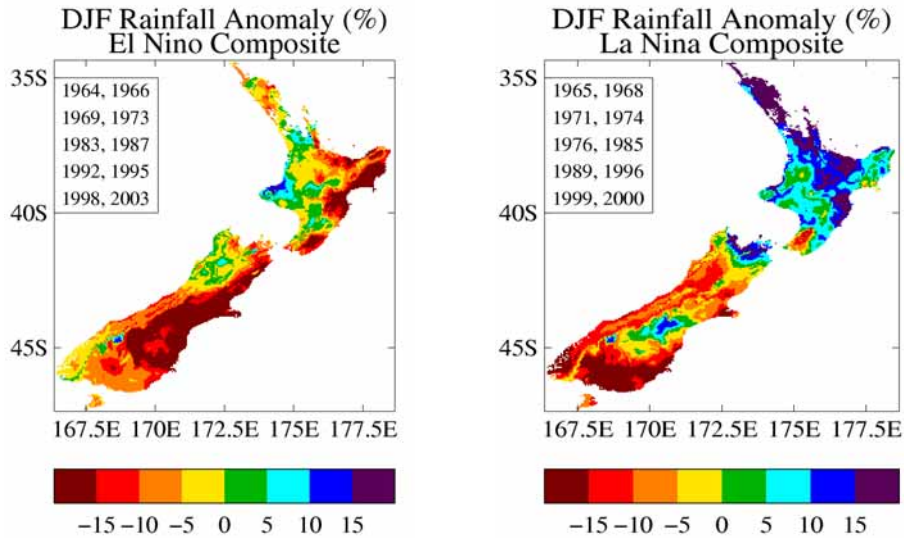 DJF Rainfall Anomaly (%)
El Nino Composite
35S
40S
45S
1964, 1966
1969, 1973
1983, 1987
1992, 1995
1998, 2003
167.5E 170E 172.5E 175E 177.5E
−15 −10 −5 0 5 10 15
DJF Rainfall Anomaly (%)
La Nina Composite
35S
40S
45S
1965, 1968
1971, 1974
1976, 1985
1989, 1996
1999, 2000
167.5E 170E 172.5E 175E 177.5E
−15 −10 −5 0 5 10 15